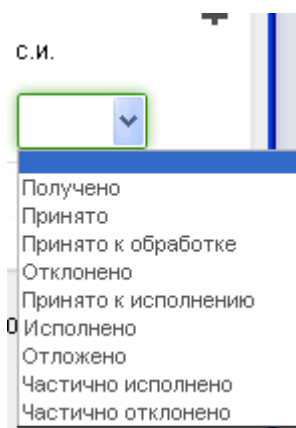 с.и.
Получено
Принято
Принято к обработке
Отклонено
Принято к исполнению
Исполнено
Отложено
Частично исполнено
Частично отклонено